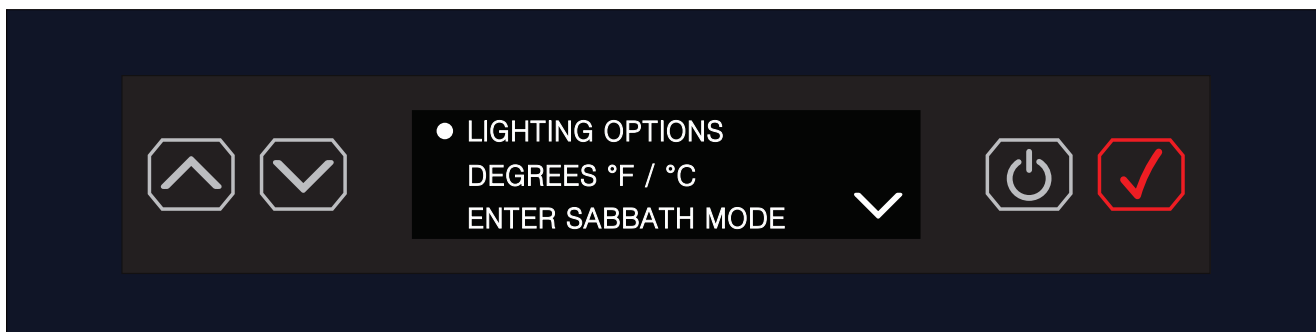 ● LIGHTING OPTIONS
DEGREES °F / °C
ENTER SABBATH MODE